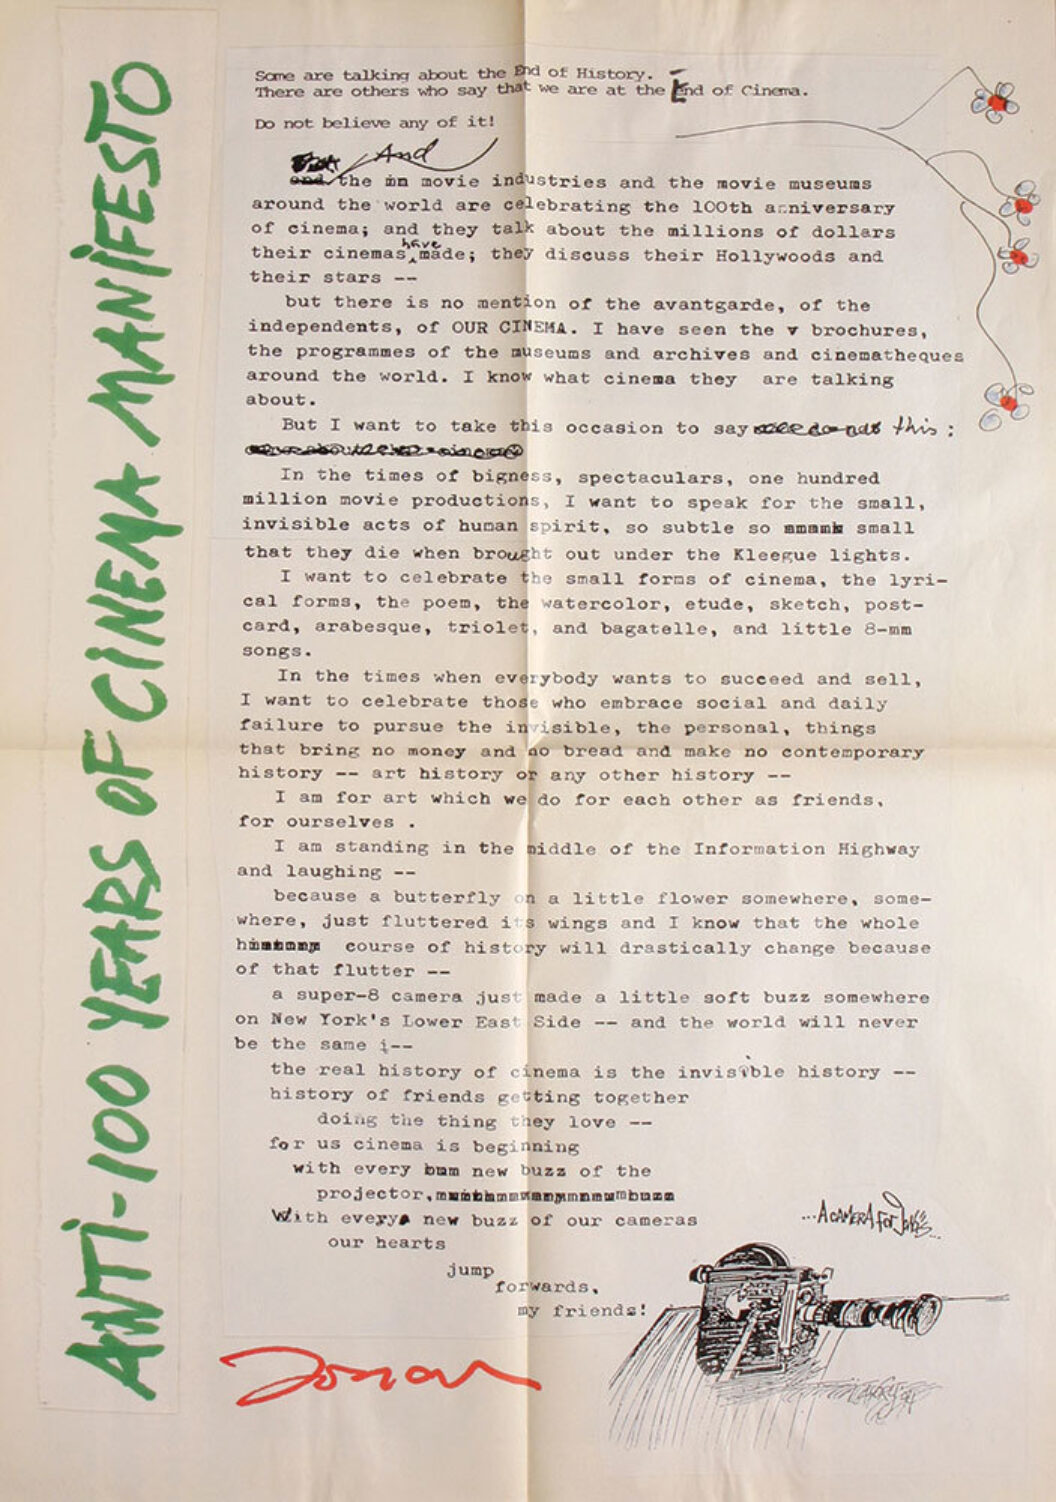 ANTI-100 YEARS OF CINEMA MANIFESTO
Some are talking about the End of History.
There are others who say that we are at the End of Cinema.
Do not believe any of it!
And
the in movie industries and the movie museums
around the world are celebrating the 100th anniversary
of cinema; and they talk about the millions of dollars
their cinemas have made; they discuss their Hollywoods and
their stars --
but there is no mention of the avantgarde, of the
independents, of OUR CINEMA. I have seen the v brochures,
the programmes of the museums and archives and cinematheques
around the world. I know what cinema they are talking
about.
But I want to take this occasion to say this :
In the times of bigness, spectaculars, one hundred
million movie productions, I want to speak for the small,
invisible acts of human spirit, so subtle so small
that they die when brought out under the Kleegue lights.
I want to celebrate the small forms of cinema, the lyri-
cal forms, the poem, the watercolor, etude, sketch, post-
card, arabesque, triolet, and bagatelle, and little 8-mm
songs.
In the times when everybody wants to succeed and sell,
I want to celebrate those who embrace social and daily
failure to pursue the invisible, the personal, things
that bring no money and no bread and make no contemporary
history -- art history or any other history --
I am for art which we do for each other as friends,
for ourselves .
I am standing in the middle of the Information Highway
and laughing --
because a butterfly on a little flower somewhere, some-
where, just fluttered its wings and I know that the whole
course of history will drastically change because
of that flutter --
a super-8 camera just made a little soft buzz somewhere
on New York's Lower East Side -- and the world will never
be the same --
the real history of cinema is the invisible history --
history of friends getting together
doing the thing they love --
for us cinema is beginning
with every new buzz of the
projector,
With every new buzz of our cameras
our hearts
jump
forwards,
my friends!
...A CAMERA FOR JONAS...
Jonas